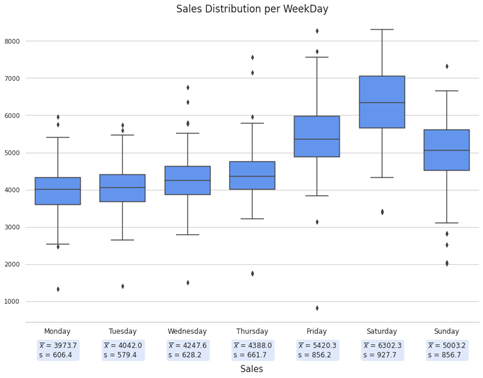 Sales Distribution per WeekDay
8000
7000
6000
5000
4000
3000
2000
1000
Monday Tuesday Wednesday Thursday Friday Saturday Sunday
x̅ = 3973.7 x̅ = 4042.0 x̅ = 4247.6 x̅ = 4388.0 x̅ = 5420.3 x̅ = 6302.3 x̅ = 5003.2
s = 606.4 s = 579.4 s = 628.2 s = 661.7 s = 856.2 s = 927.7 s = 856.7
Sales